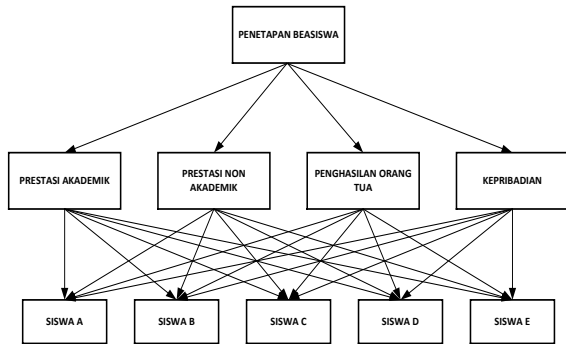 PENETAPAN BEASISWA
PRESTASI AKADEMIK
PRESTASI NON
AKADEMIK
PENGHASILAN ORANG
TUA
KEPRIBADIAN
SISWA A
SISWA B
SISWA C
SISWA D
SISWA E